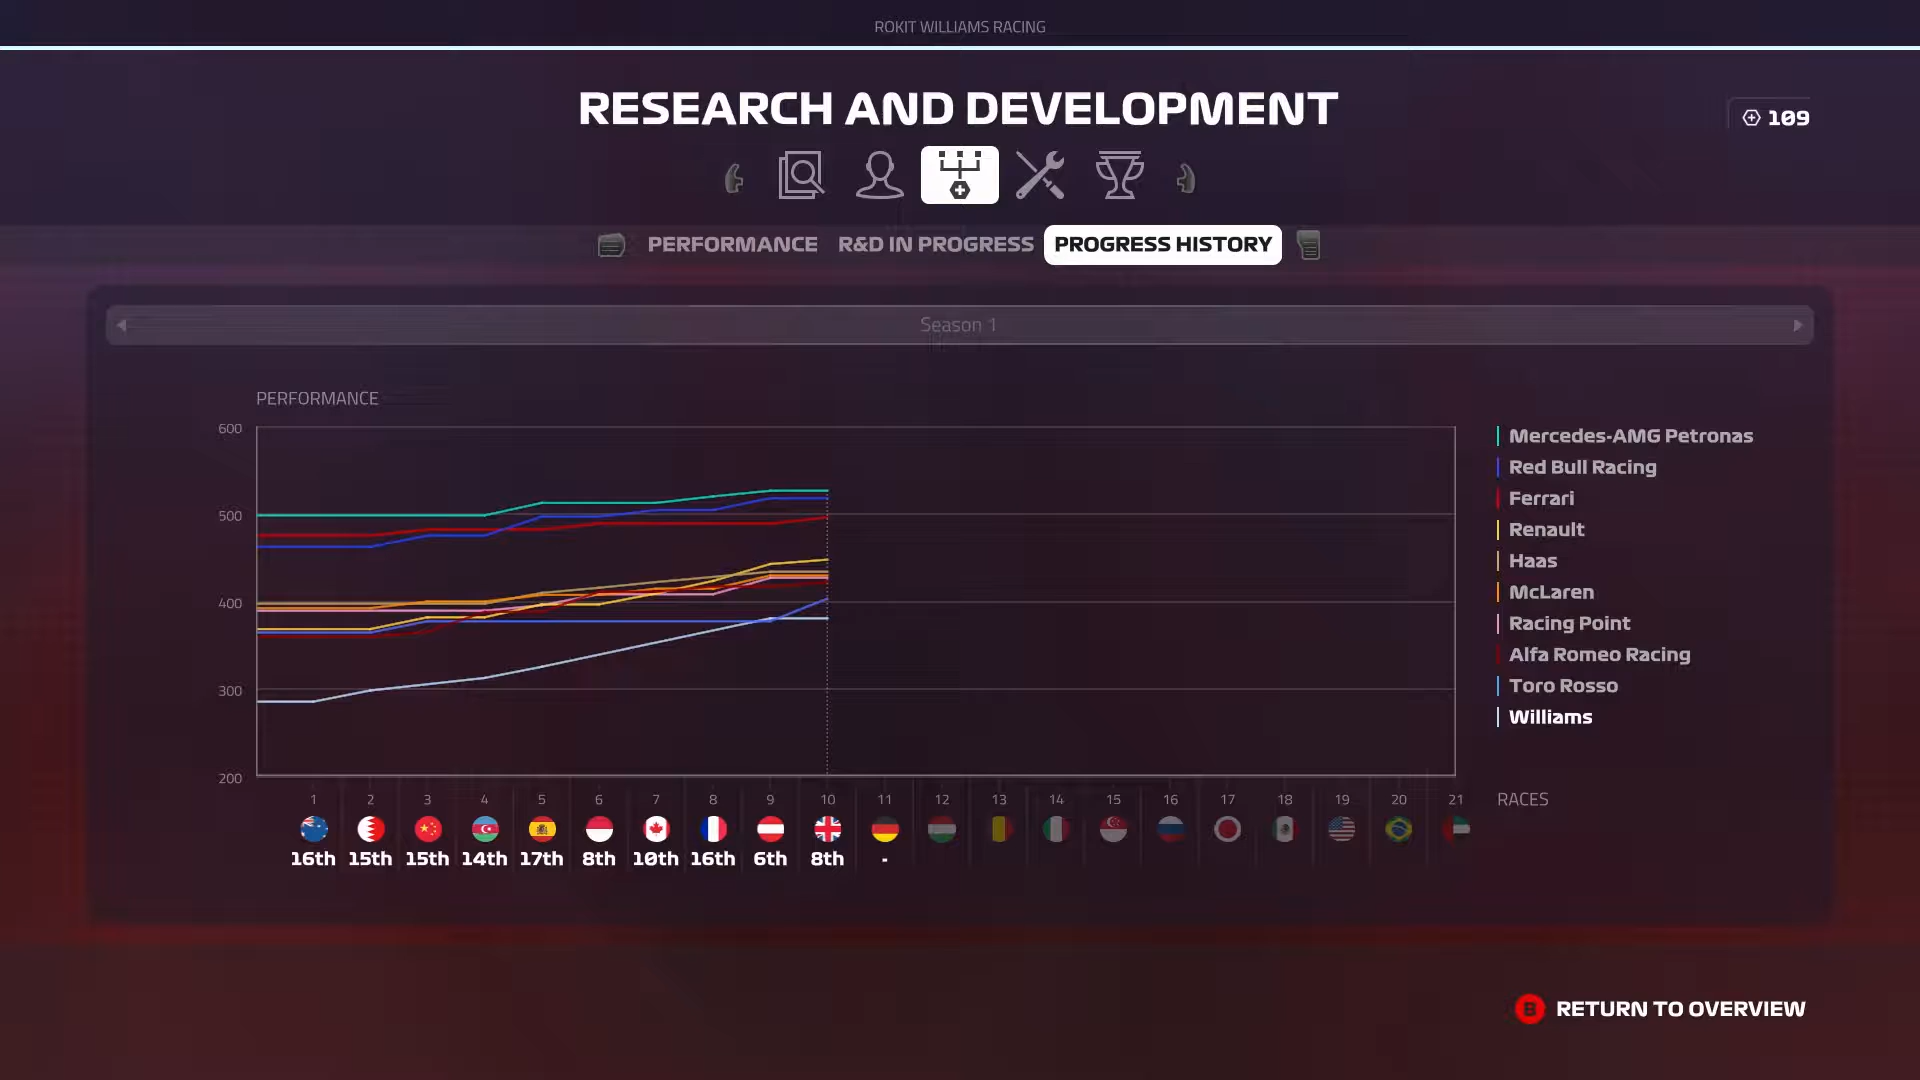 ROKIT WILLIAMS RACING
RESEARCH AND DEVELOPMENT
109
PERFORMANCE R&D IN PROGRESS PROGRESS HISTORY
Season 1
PERFORMANCE
600
500
400
300
200
Mercedes-AMG Petronas
Red Bull Racing
Ferrari
Renault
Haas
McLaren
Racing Point
Alfa Romeo Racing
Toro Rosso
Williams
1 2 3 4 5 6 7 8 9 10 11 12 13 14 15 16 17 18 19 20 21 RACES
16th 15th 15th 14th 17th 8th 10th 16th 6th 8th -
B RETURN TO OVERVIEW